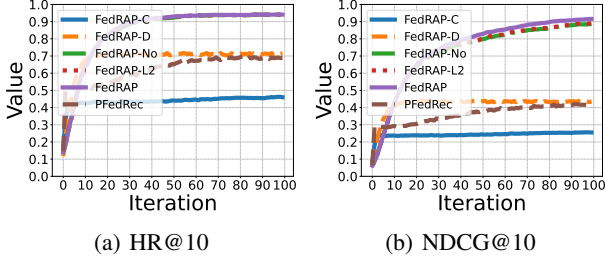 1.0
0.9
0.8
0.7
0.6
0.5
0.4
0.3
0.2
0.1
0.0
Value
FedRAP-C
FedRAP-D
FedRAP-No
FedRAP-L2
FedRAP
PFedRec
0 10 20 30 40 50 60 70 80 90 100
Iteration
(a) HR@10
1.0
0.9
0.8
0.7
0.6
0.5
0.4
0.3
0.2
0.1
0.0
Value
FedRAP-C
FedRAP-D
FedRAP-No
FedRAP-L2
FedRAP
PFedRec
0 10 20 30 40 50 60 70 80 90 100
Iteration
(b) NDCG@10